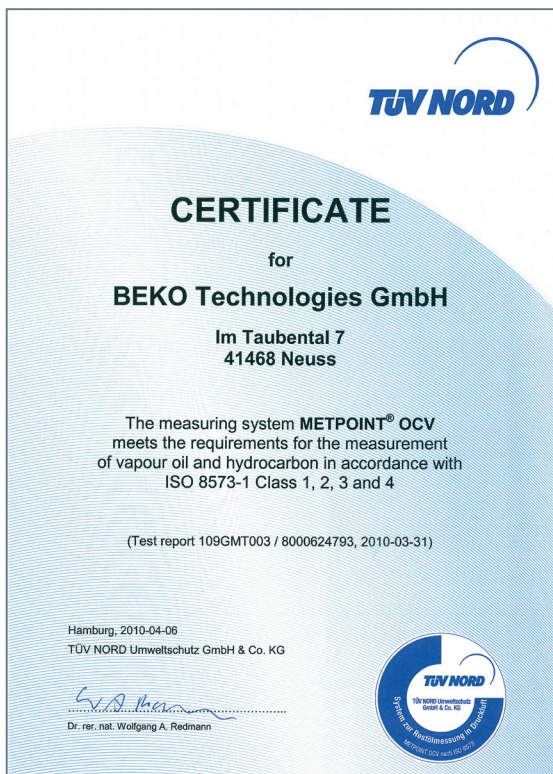 TÜV NORD
CERTIFICATE
for
BEKO Technologies GmbH
Im Taubental 7
41468 Neuss
The measuring system METPOINT® OCV
meets the requirements for the measurement
of vapour oil and hydrocarbon in accordance with
ISO 8573-1 Class 1, 2, 3 and 4
(Test report 109GMT003 / 8000624793, 2010-03-31)
Hamburg, 2010-04-06
TÜV NORD Umweltschutz GmbH & Co. KG
Dr. rer. nat. Wolfgang A. Redmann
TÜV NORD
TÜV NORD Umweltschutz
GmbH & Co. KG
System zur Restölmessung in Druckluft
METPOINT OCV nach ISO 8573